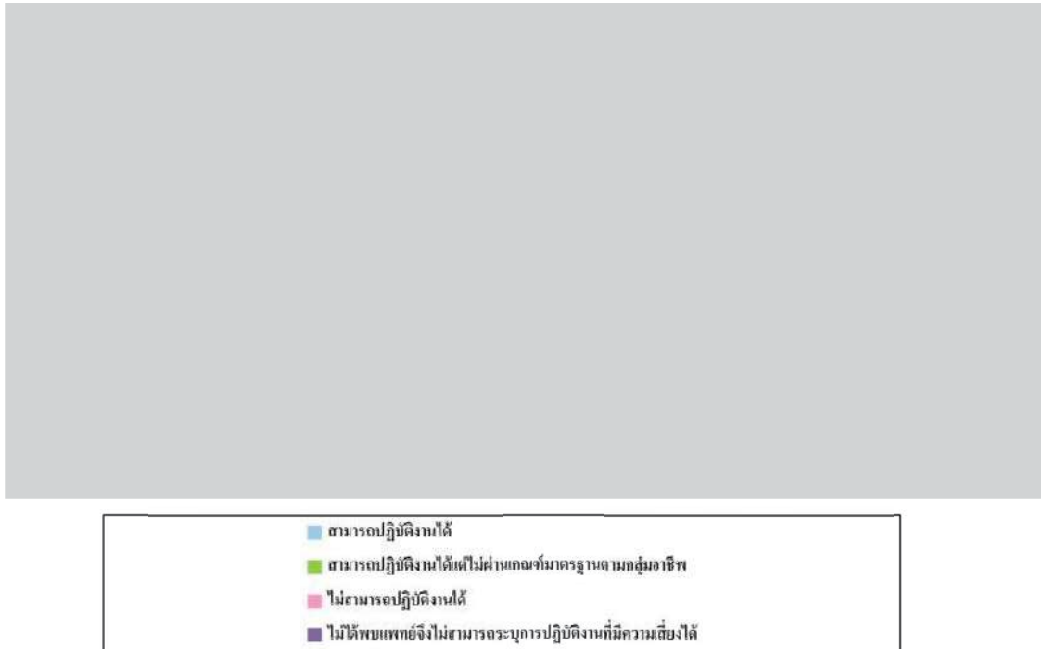 สามารถปฏิบัติงานได้
สามารถปฏิบัติงานได้แต่ไม่ผ่านเกณฑ์มาตรฐานตามกลุ่มอาชีพ
ไม่สามารถปฏิบัติงานได้
ไม่ได้พบแพทย์จึงไม่สามารถระบุการปฏิบัติงานที่มีความเสี่ยงได้